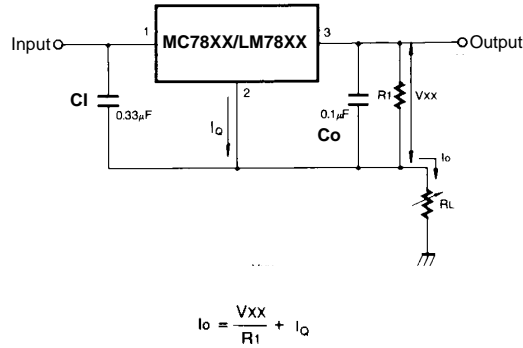 Input
1
MC78XX/LM78XX
3
Output
2
CI
0.33μF
IQ
0.1μF
Co
R1
VXX
Io
RL
Io = VXX/R1 + IQ